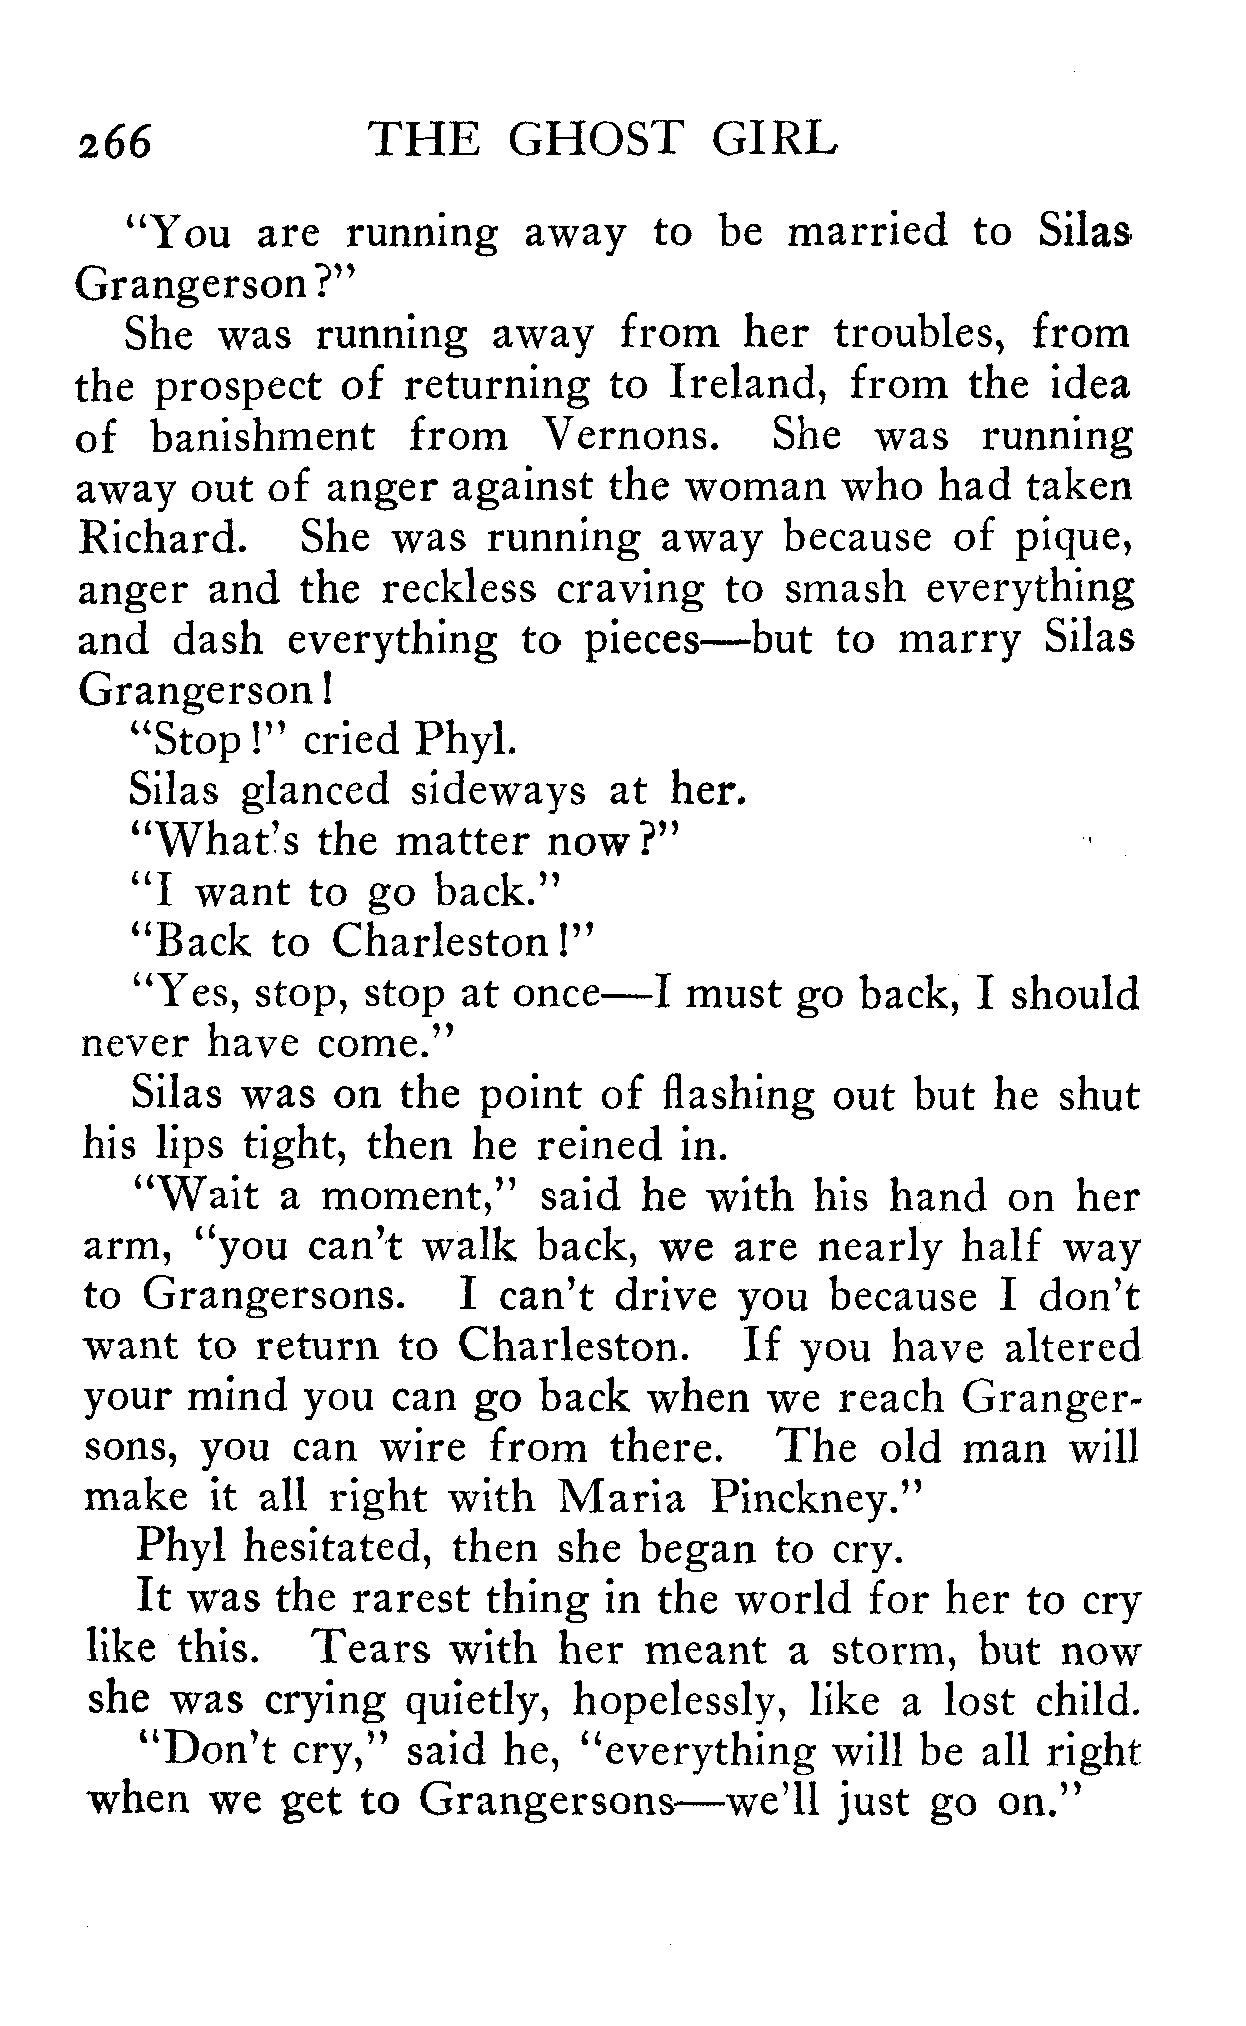 266 THE GHOST GIRL
"You are running away to be married to Silas
Grangerson?"
She was running away from her troubles, from
the prospect of returning to Ireland, from the idea
of banishment from Vernons. She was running
away out of anger against the woman who had taken
Richard. She was running away because of pique,
anger and the reckless craving to smash everything
and dash everything to pieces—but to marry Silas
Grangerson!
"Stop!" cried Phyl.
Silas glanced sideways at her.
"What's the matter now?"
"I want to go back."
"Back to Charleston!"
"Yes, stop, stop at once—I must go back, I should
never have come."
Silas was on the point of flashing out but he shut
his lips tight, then he reined in.
"Wait a moment," said he with his hand on her
arm, "you can't walk back, we are nearly half way
to Grangersons. I can't drive you because I don't
want to return to Charleston. If you have altered
your mind you can go back when we reach Granger-
sons, you can wire from there. The old man will
make it all right with Maria Pinckney."
Phyl hesitated, then she began to cry.
It was the rarest thing in the world for her to cry
like this. Tears with her meant a storm, but now
she was crying quietly, hopelessly, like a lost child.
"Don't cry," said he, "everything will be all right
when we get to Grangersons—we'll just go on."